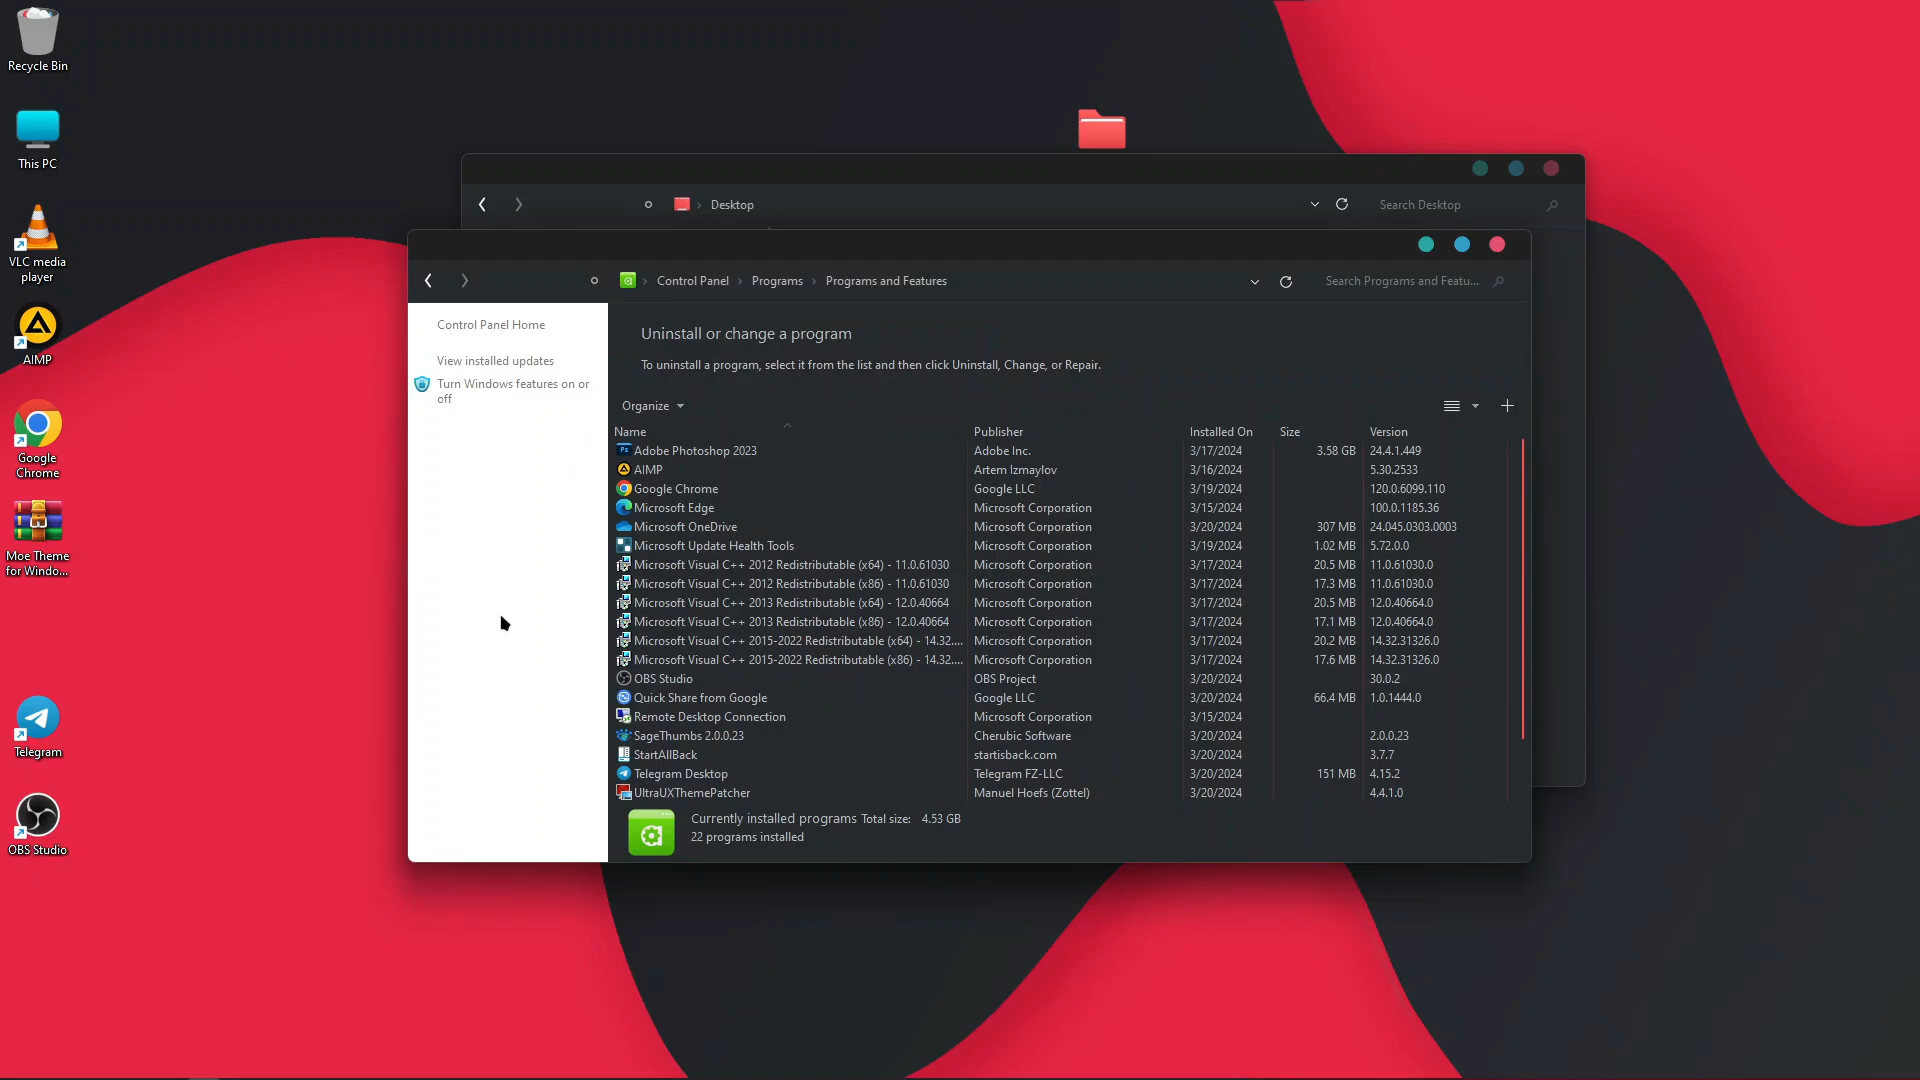 Recycle Bin
This PC
VLC media
player
AIMP
Google
Chrome
Moe Theme
for Windo...
Telegram
OBS Studio
Desktop
Search Desktop
Control Panel
Programs
Programs and Features
Search Programs and Featu...
Control Panel Home
View installed updates
Turn Windows features on or
off
Uninstall or change a program
To uninstall a program, select it from the list and then click Uninstall, Change, or Repair.
Organize
Name Publisher Installed On Size Version
Adobe Photoshop 2023 Adobe Inc. 3/17/2024 3.58 GB 24.4.1.449
AIMP Artem Izmaylov 3/16/2024 5.30.2533
Google Chrome Google LLC 3/19/2024 120.0.6099.110
Microsoft Edge Microsoft Corporation 3/15/2024 100.0.1185.36
Microsoft OneDrive Microsoft Corporation 3/20/2024 307 MB 24.045.0303.0003
Microsoft Update Health Tools Microsoft Corporation 3/19/2024 1.02 MB 5.72.0.0
Microsoft Visual C++ 2012 Redistributable (x64) - 11.0.61030 Microsoft Corporation 3/17/2024 20.5 MB 11.0.61030.0
Microsoft Visual C++ 2012 Redistributable (x86) - 11.0.61030 Microsoft Corporation 3/17/2024 17.3 MB 11.0.61030.0
Microsoft Visual C++ 2013 Redistributable (x64) - 12.0.40664 Microsoft Corporation 3/17/2024 20.5 MB 12.0.40664.0
Microsoft Visual C++ 2013 Redistributable (x86) - 12.0.40664 Microsoft Corporation 3/17/2024 17.1 MB 12.0.40664.0
Microsoft Visual C++ 2015-2022 Redistributable (x64) - 14.32.... Microsoft Corporation 3/17/2024 20.2 MB 14.32.31326.0
Microsoft Visual C++ 2015-2022 Redistributable (x86) - 14.32.... Microsoft Corporation 3/17/2024 17.6 MB 14.32.31326.0
OBS Studio OBS Project 3/20/2024 30.0.2
Quick Share from Google Google LLC 3/20/2024 66.4 MB 1.0.1444.0
Remote Desktop Connection Microsoft Corporation 3/15/2024
SageThumbs 2.0.0.23 Cherubic Software 3/20/2024 2.0.0.23
StartAllBack startisback.com 3/20/2024 3.7.7
Telegram Desktop Telegram FZ-LLC 3/20/2024 151 MB 4.15.2
UltraUXThemePatcher Manuel Hoefs (Zottel) 3/20/2024 4.4.1.0
Currently installed programs Total size: 4.53 GB
22 programs installed